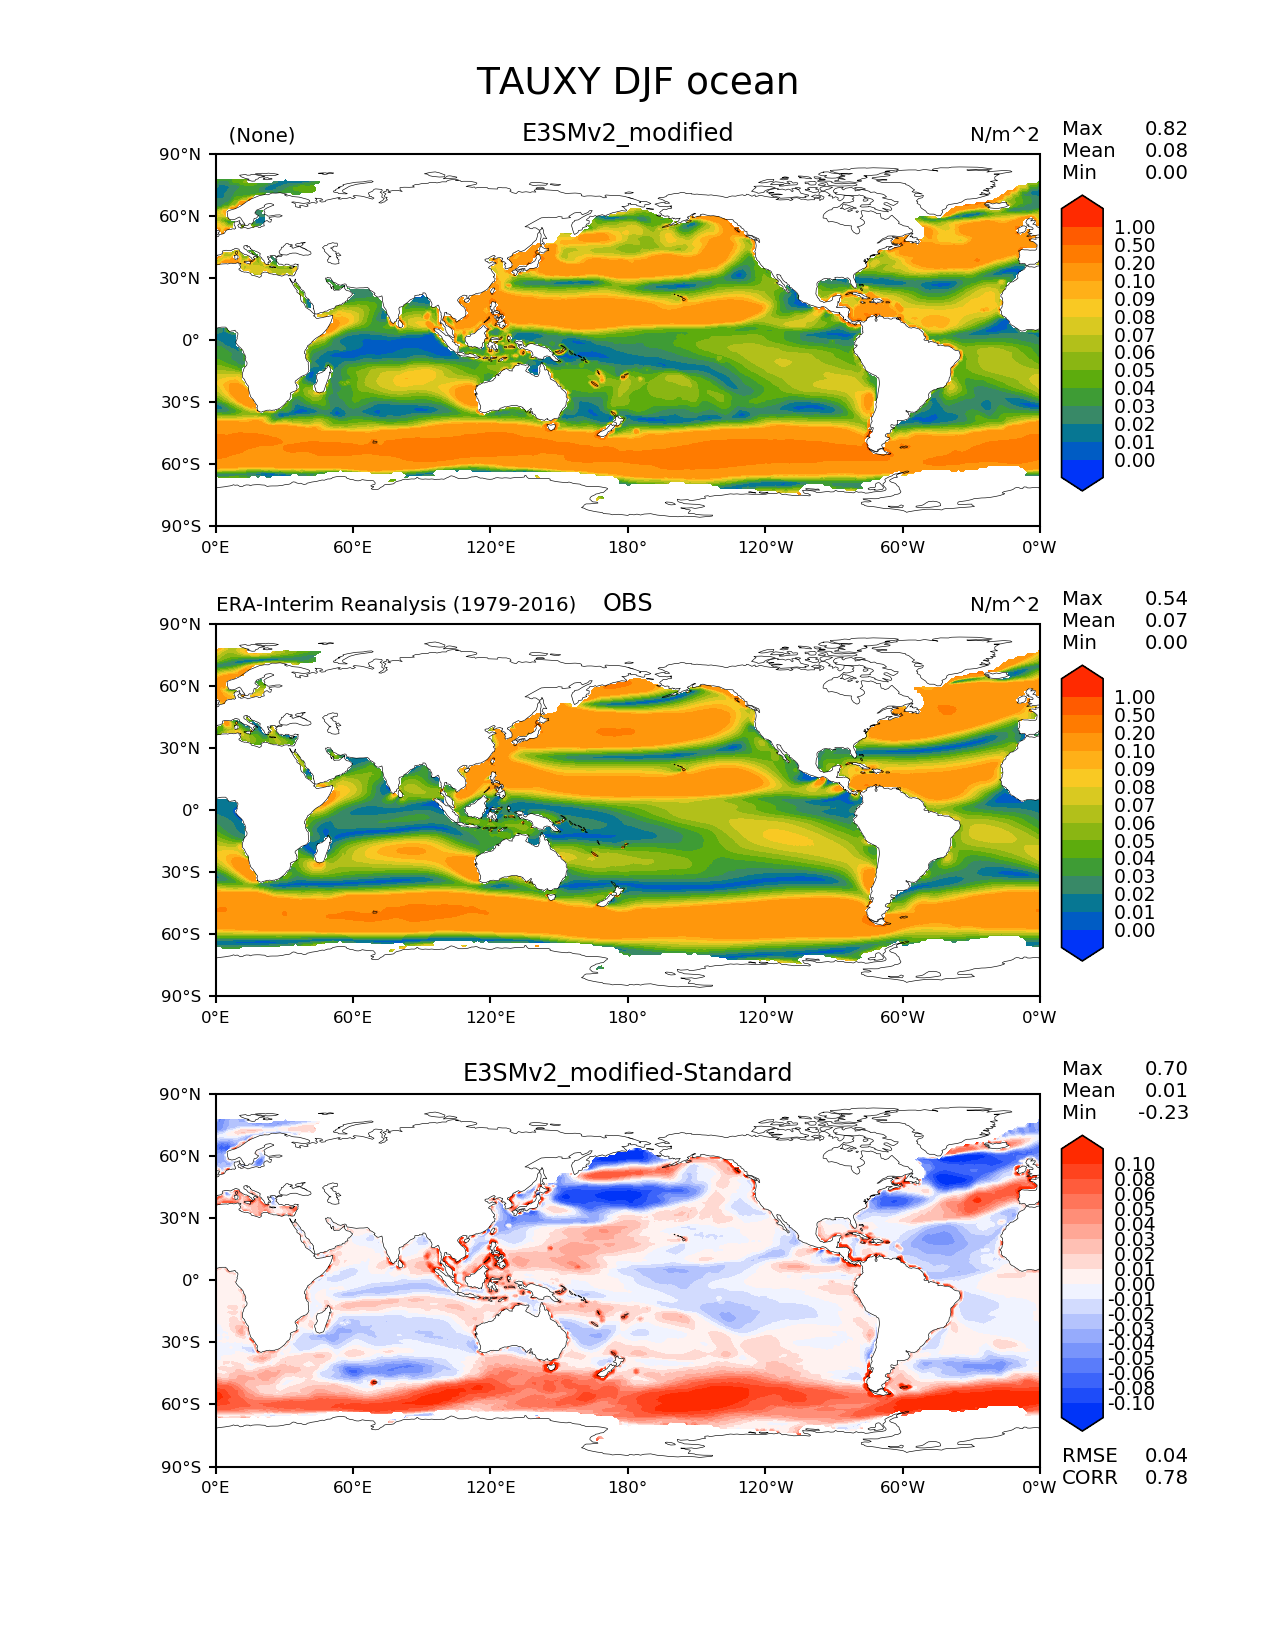 TAUXY DJF ocean
(None) E3SMv2_modified N/m^2
Max 0.82
Mean 0.08
Min 0.00
90°N
60°N
30°N
0°
30°S
60°S
90°S
0°E 60°E 120°E 180° 120°W 60°W 0°W
1.00
0.50
0.20
0.10
0.09
0.08
0.07
0.06
0.05
0.04
0.03
0.02
0.01
0.00
ERA-Interim Reanalysis (1979-2016) OBS N/m^2
Max 0.54
Mean 0.07
Min 0.00
90°N
60°N
30°N
0°
30°S
60°S
90°S
0°E 60°E 120°E 180° 120°W 60°W 0°W
1.00
0.50
0.20
0.10
0.09
0.08
0.07
0.06
0.05
0.04
0.03
0.02
0.01
0.00
E3SMv2_modified-Standard
Max 0.70
Mean 0.01
Min -0.23
90°N
60°N
30°N
0°
30°S
60°S
90°S
0°E 60°E 120°E 180° 120°W 60°W 0°W
0.10
0.08
0.06
0.05
0.04
0.03
0.02
0.01
0.00
-0.01
-0.02
-0.03
-0.04
-0.05
-0.06
-0.08
-0.10
RMSE 0.04
CORR 0.78